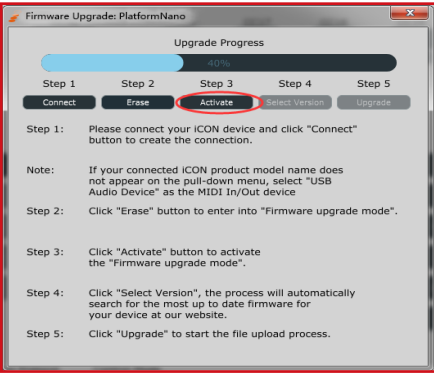 Firmware Upgrade: PlatformNano
Upgrade Progress
40%
Step 1 Step 2 Step 3 Step 4 Step 5
Connect Erase Activate Select Version Upgrade
Step 1: Please connect your iCON device and click "Connect"
button to create the connection.
Note: If your connected iCON product model name does
not appear on the pull-down menu, select "USB
Audio Device" as the MIDI In/Out device
Step 2: Click "Erase" button to enter into "Firmware upgrade mode".
Step 3: Click "Activate" button to activate
the "Firmware upgrade mode".
Step 4: Click "Select Version", the process will automatically
search for the most up to date firmware for
your device at our website.
Step 5: Click "Upgrade" to start the file upload process.